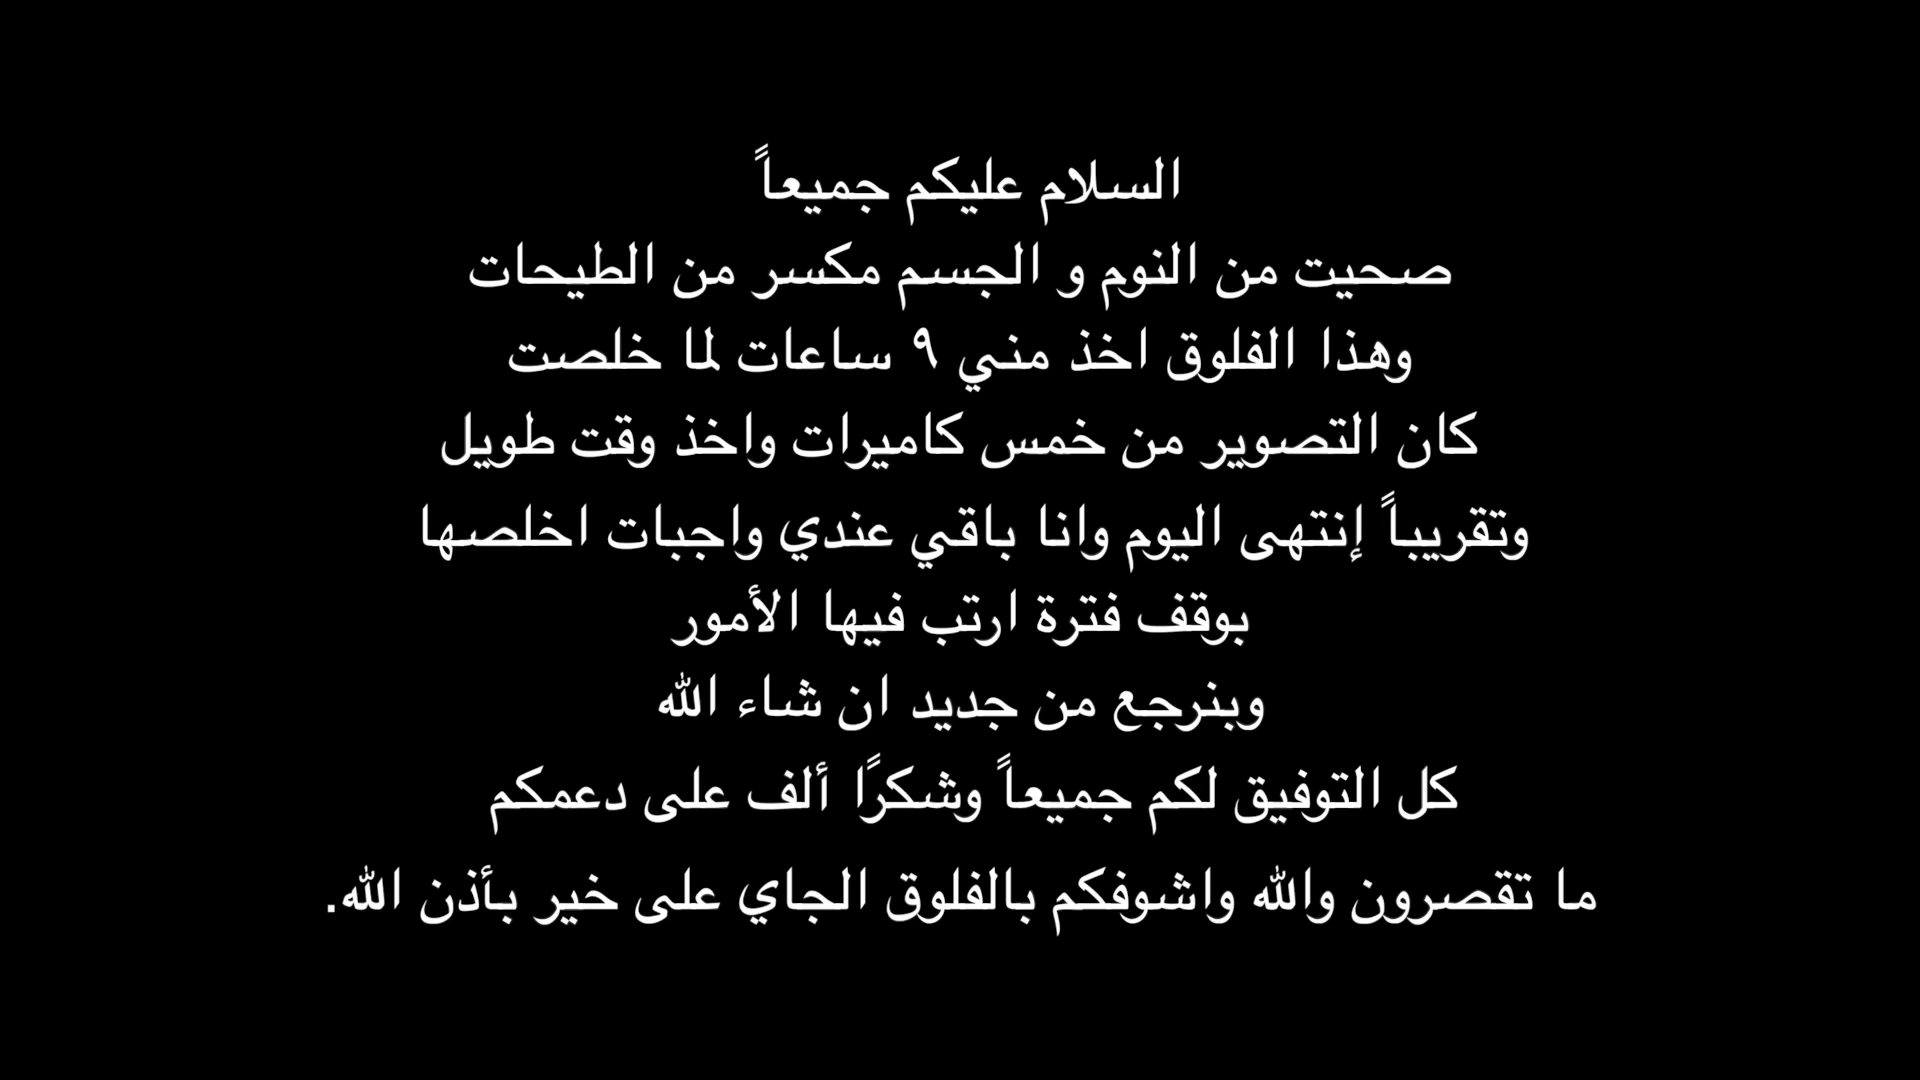 السلام عليكم جميعاً
صحيت من النوم و الجسم مكسر من الطيحات
وهذا الفلوق اخذ مني ٩ ساعات لما خلصت
كان التصوير من خمس كاميرات واخذ وقت طويل
وتقريباً إنتهى اليوم وانا باقي عندي واجبات اخلصها
بوقف فترة ارتب فيها الأمور
وبنرجع من جديد ان شاء الله
كل التوفيق لكم جميعاً وشكرًا ألف على دعمكم
ما تقصرون والله واشوفكم بالفلوق الجاي على خير بأذن الله.